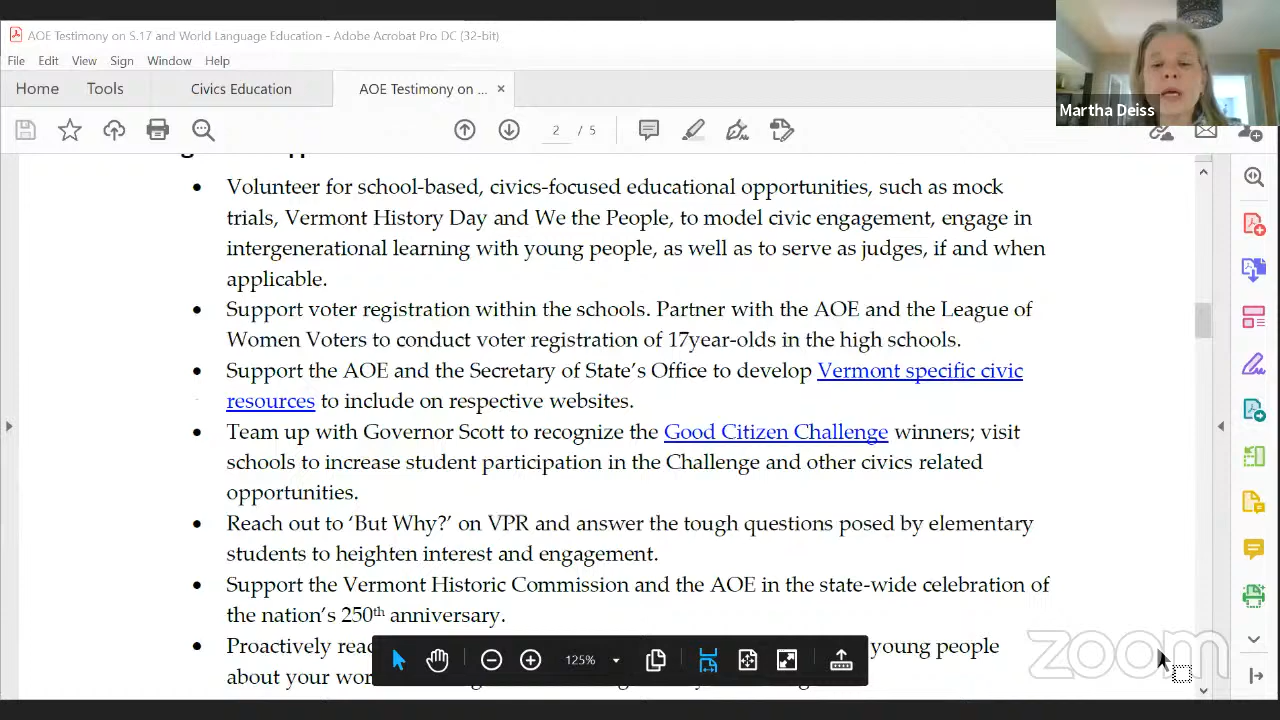 AOE Testimony on S.17 and World Language Education - Adobe Acrobat Pro DC (32-bit)
File Edit View Sign Window Help
Home Tools Civics Education AOE Testimony on ... ×
Martha Deiss
2 / 5
• Volunteer for school-based, civics-focused educational opportunities, such as mock
trials, Vermont History Day and We the People, to model civic engagement, engage in
intergenerational learning with young people, as well as to serve as judges, if and when
applicable.
• Support voter registration within the schools. Partner with the AOE and the League of
Women Voters to conduct voter registration of 17year-olds in the high schools.
• Support the AOE and the Secretary of State’s Office to develop Vermont specific civic
resources to include on respective websites.
• Team up with Governor Scott to recognize the Good Citizen Challenge winners; visit
schools to increase student participation in the Challenge and other civics related
opportunities.
• Reach out to ‘But Why?’ on VPR and answer the tough questions posed by elementary
students to heighten interest and engagement.
• Support the Vermont Historic Commission and the AOE in the state-wide celebration of
the nation’s 250th anniversary.
• Proactively young people
about your
125%
zoom